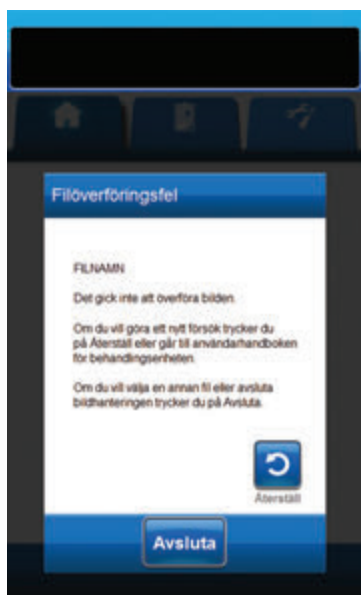 Filöverföringsfel
FILNAMN
Det gick inte att överföra bilden.
Om du vill göra ett nytt försök trycker du
på Återställ eller går till användarhandboken
för behandlingsenheten.
Om du vill välja en annan fil eller avsluta
bildhanteringen trycker du på Avsluta.
Återställ
Avsluta